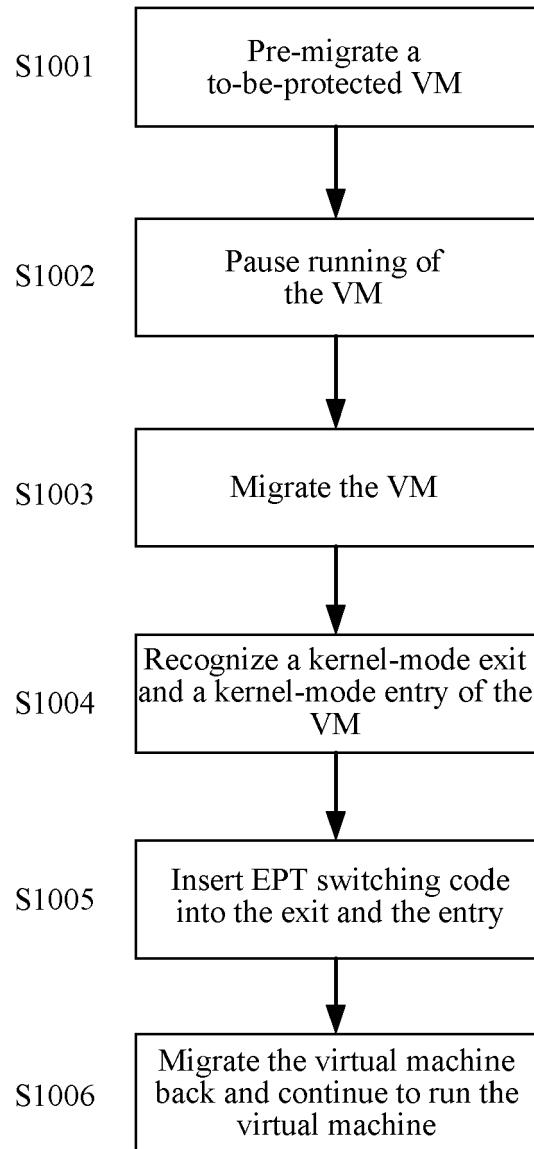 S1001
Pre-migrate a
to-be-protected VM
S1002
Pause running of
the VM
S1003
Migrate the VM
S1004
Recognize a kernel-mode exit
and a kernel-mode entry of the
VM
S1005
Insert EPT switching code
into the exit and the entry
S1006
Migrate the virtual machine
back and continue to run the
virtual machine